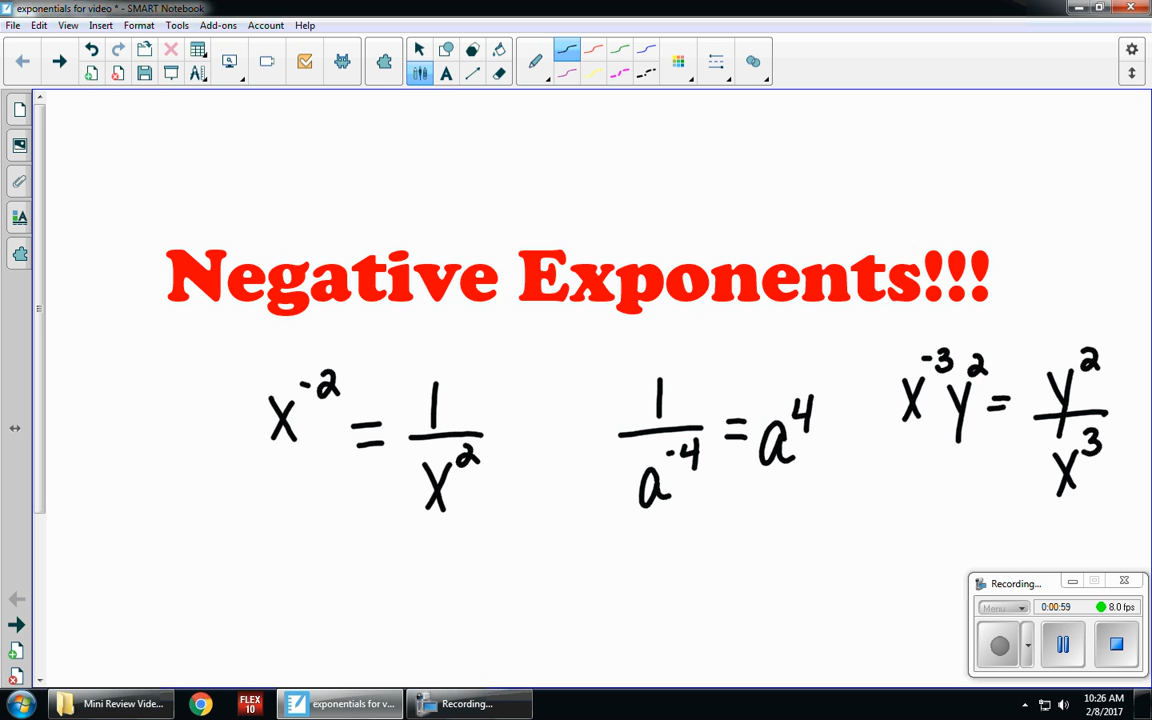 exponentials for video * - SMART Notebook
File Edit View Insert Format Tools Add-ons Account Help
Negative Exponents!!!
x⁻² = 1/x²
1/a⁻⁴ = a⁴
x⁻³y² = y²/x³
Recording...
Menu 0:00:59 8.0 fps
Mini Review Vide... FLEX 10 exponentials for v... Recording...
10:26 AM
2/8/2017